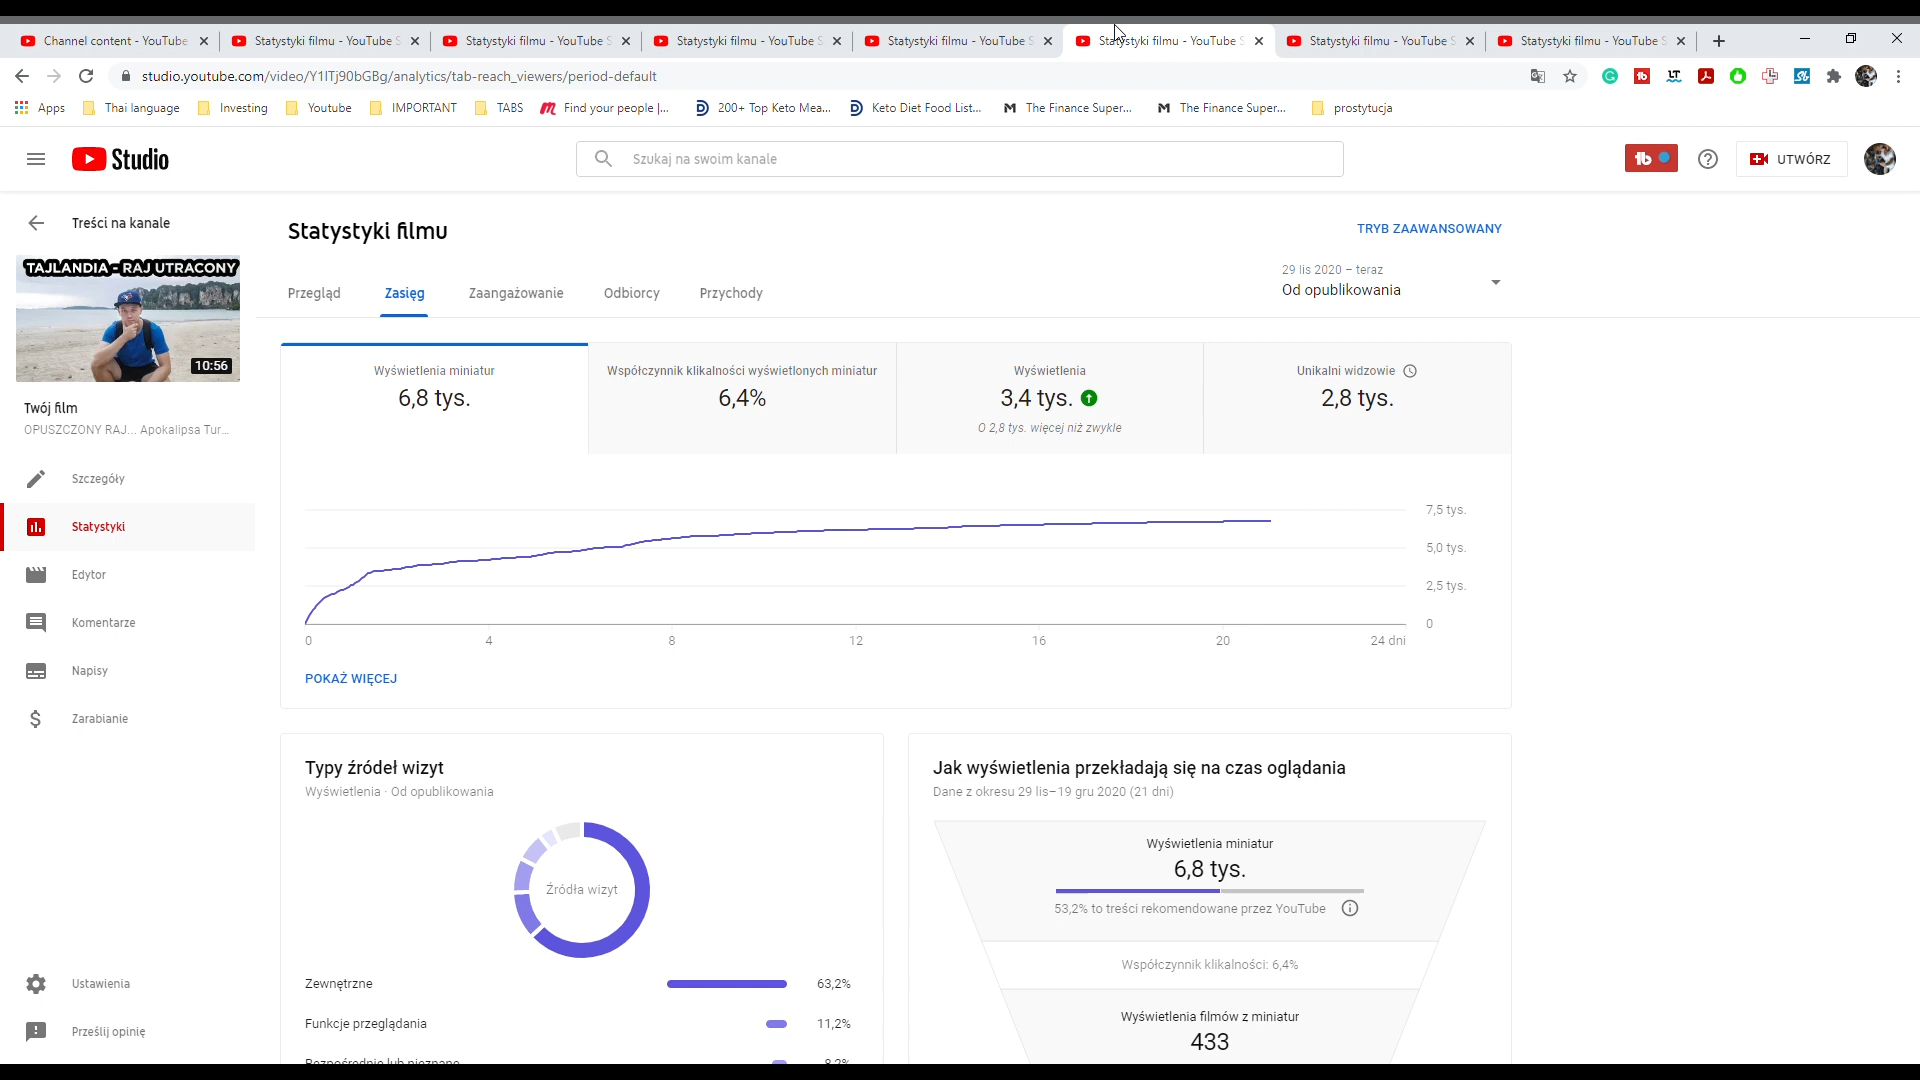 Channel content - YouTube
Statystyki filmu - YouTube S
Statystyki filmu - YouTube S
Statystyki filmu - YouTube S
Statystyki filmu - YouTube S
Statystyki filmu - YouTube S
Statystyki filmu - YouTube S
Statystyki filmu - YouTube S
studio.youtube.com/video/Y1lTj90bGBg/analytics/tab-reach_viewers/period-default
Apps
Thai language
Investing
Youtube
IMPORTANT
TABS
Find your people |...
200+ Top Keto Mea...
Keto Diet Food List...
The Finance Super...
The Finance Super...
prostytucja
Studio
Szukaj na swoim kanale
UTWÓRZ
Treści na kanale
TAJLANDIA - RAJ UTRACONY
10:56
Twój film
OPUSZCZONY RAJ... Apokalipsa Tur...
Szczegóły
Statystyki
Edytor
Komentarze
Napisy
Zarabianie
Ustawienia
Prześlij opinię
Statystyki filmu
TRYB ZAAWANSOWANY
Przegląd
Zasięg
Zaangażowanie
Odbiorcy
Przychody
29 lis 2020 – teraz
Od opublikowania
Wyświetlenia miniatur
6,8 tys.
Współczynnik klikalności wyświetlonych miniatur
6,4%
Wyświetlenia
3,4 tys.
O 2,8 tys. więcej niż zwykle
Unikalni widzowie
2,8 tys.
7,5 tys.
5,0 tys.
2,5 tys.
0
0
4
8
12
16
20
24 dni
POKAŻ WIĘCEJ
Typy źródeł wizyt
Wyświetlenia · Od opublikowania
Źródła wizyt
Zewnętrzne
63,2%
Funkcje przeglądania
11,2%
Bezpośrednie lub nieznane
8,2%
Jak wyświetlenia przekładają się na czas oglądania
Dane z okresu 29 lis–19 gru 2020 (21 dni)
Wyświetlenia miniatur
6,8 tys.
53,2% to treści rekomendowane przez YouTube
Współczynnik klikalności: 6,4%
Wyświetlenia filmów z miniatur
433